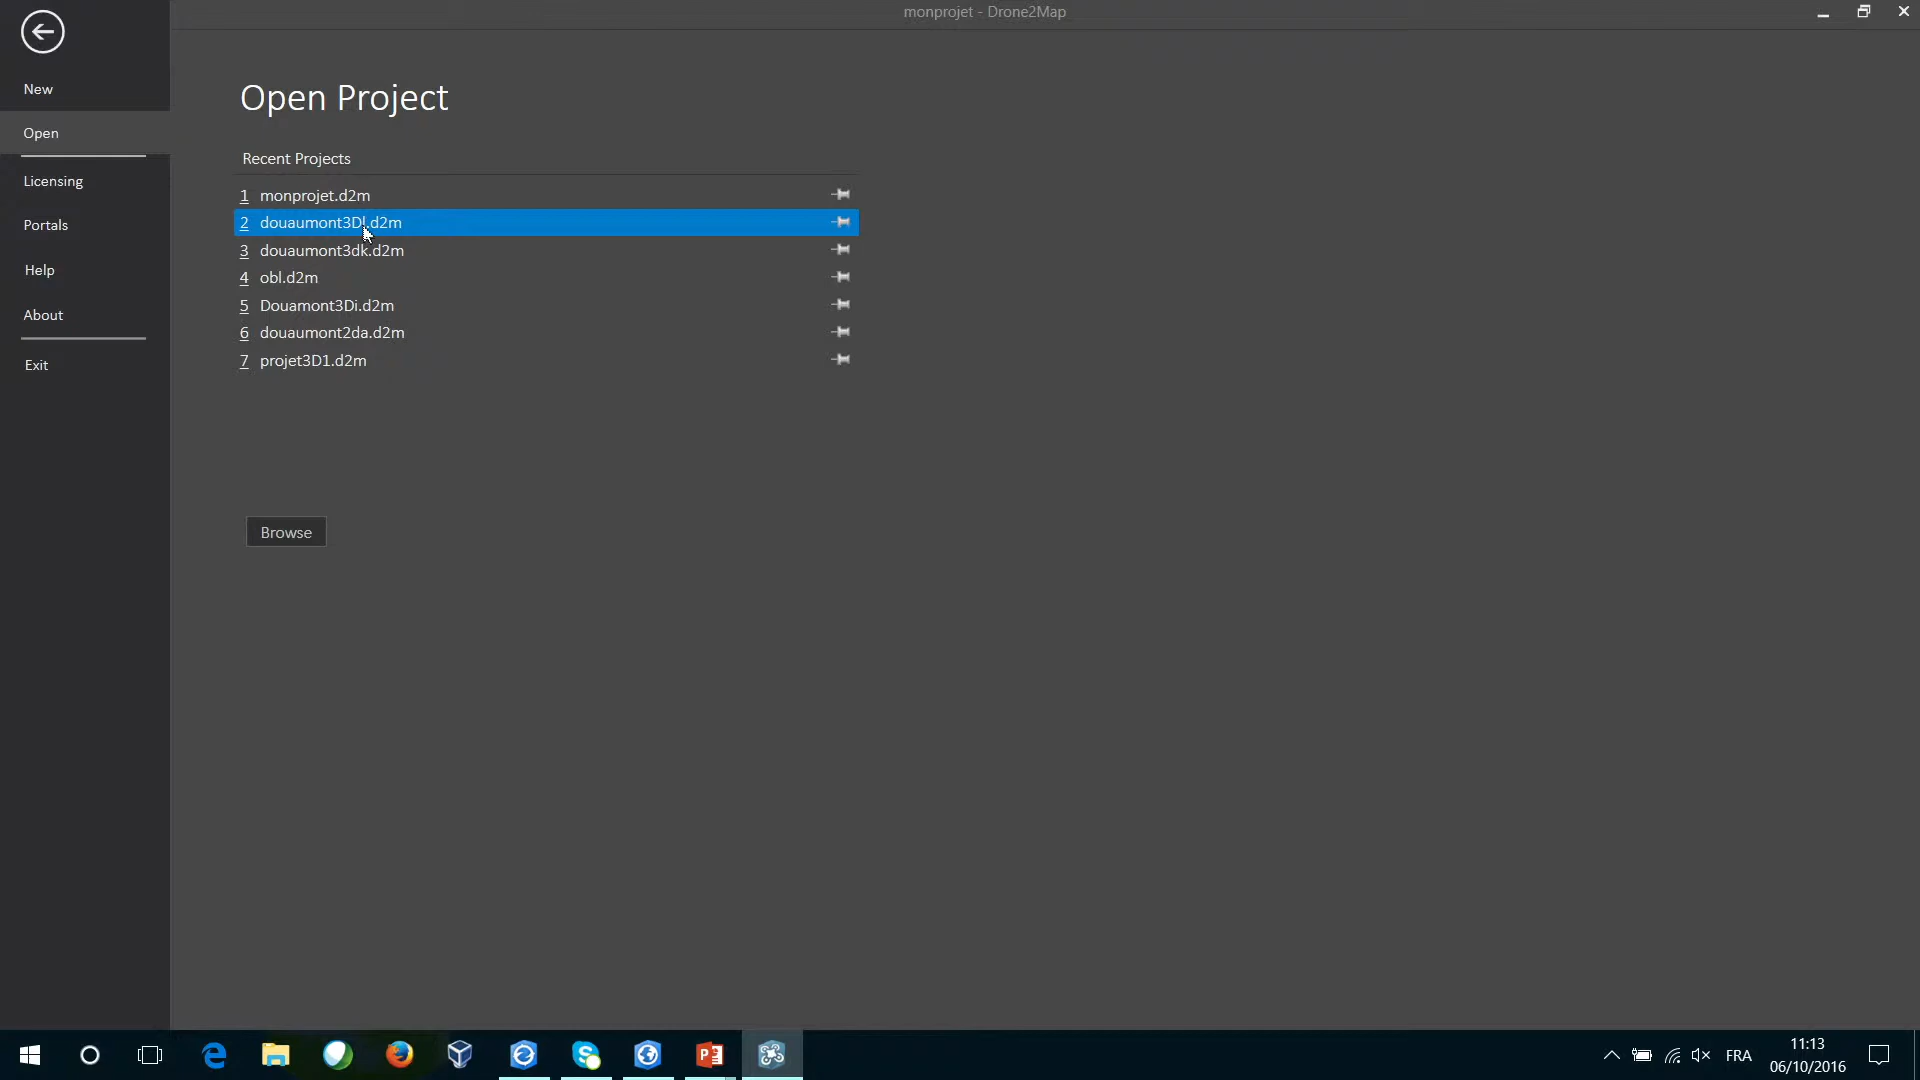 monprojet - Drone2Map
New
Open
Licensing
Portals
Help
About
Exit
Open Project
Recent Projects
1 monprojet.d2m
2 douaumont3Dl.d2m
3 douaumont3dk.d2m
4 obl.d2m
5 Douamont3Di.d2m
6 douaumont2da.d2m
7 projet3D1.d2m
Browse
FRA
11:13
06/10/2016